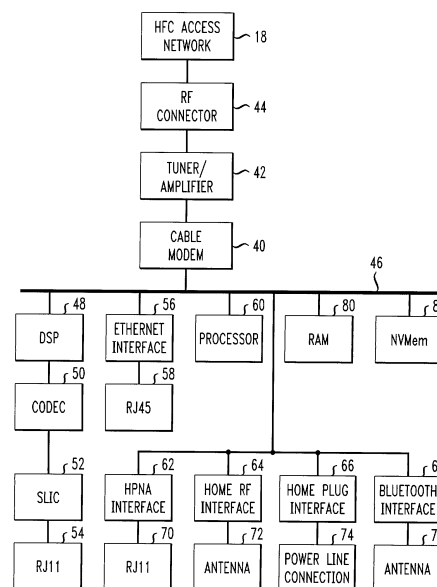 HFC ACCESS
NETWORK
18
RF
CONNECTOR
44
TUNER/
AMPLIFIER
42
CABLE
MODEM
40
46
48
56
60
80
DSP
ETHERNET
INTERFACE
PROCESSOR
RAM
NVMem
50
58
CODEC
RJ45
52
62
64
66
SLIC
HPNA
INTERFACE
HOME RF
INTERFACE
HOME PLUG
INTERFACE
BLUETOOTH
INTERFACE
54
70
72
74
RJ11
RJ11
ANTENNA
POWER LINE
CONNECTION
ANTENNA